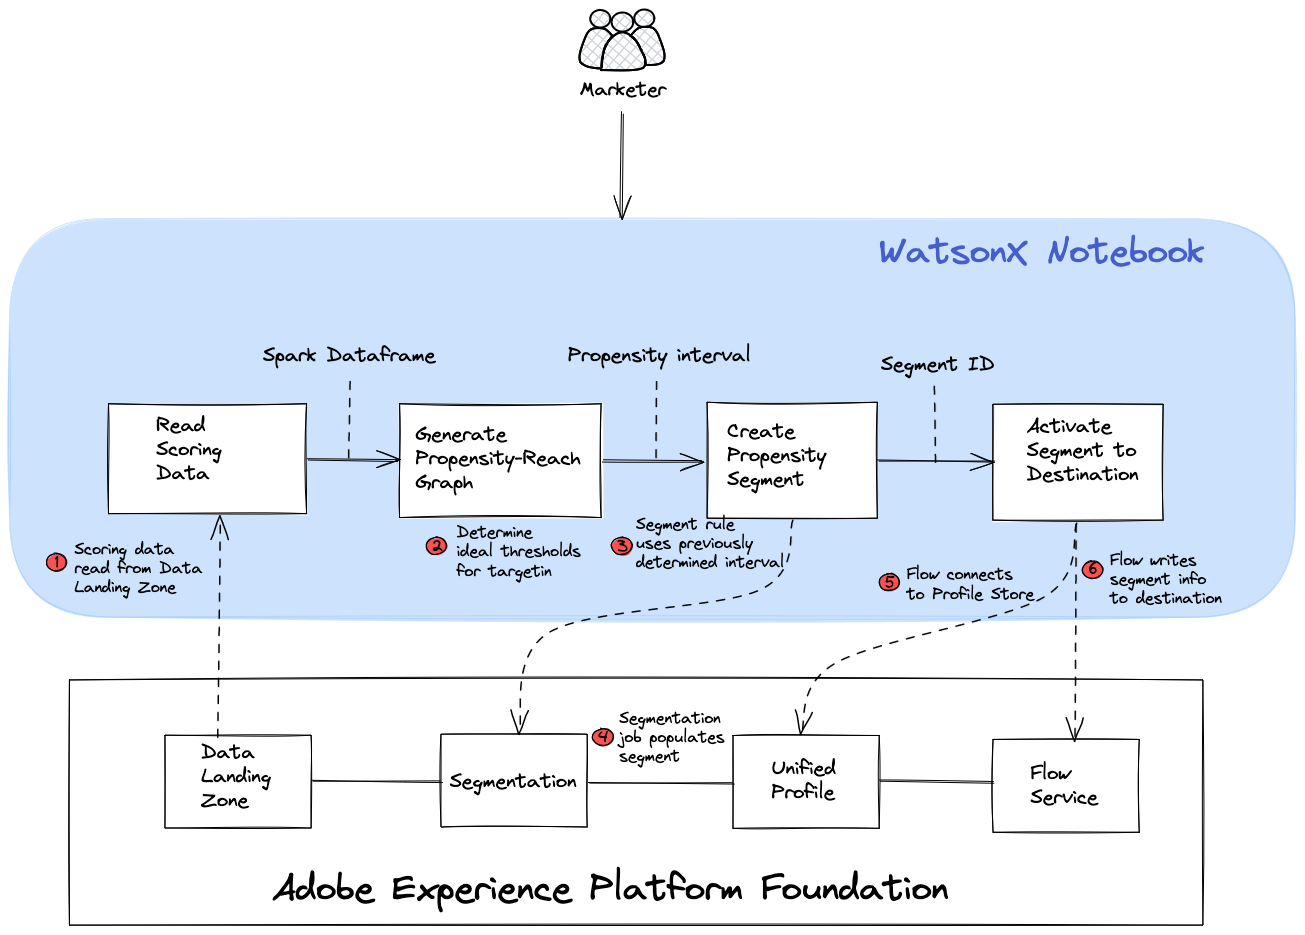 Marketer
WatsonX Notebook
Spark Dataframe
Propensity interval
Segment ID
Read
Scoring
Data
Generate
Propensity-Reach
Graph
Create
Propensity
Segment
Activate
Segment to
Destination
1 Scoring data
read from Data
Landing Zone
2 Determine
ideal thresholds
for targetin
3 Segment rule
uses previously
determined interval
5 Flow connects
to Profile Store
6 Flow writes
segment info
to destination
4 Segmentation
job populates
segment
Data
Landing
Zone
Segmentation
Unified
Profile
Flow
Service
Adobe Experience Platform Foundation